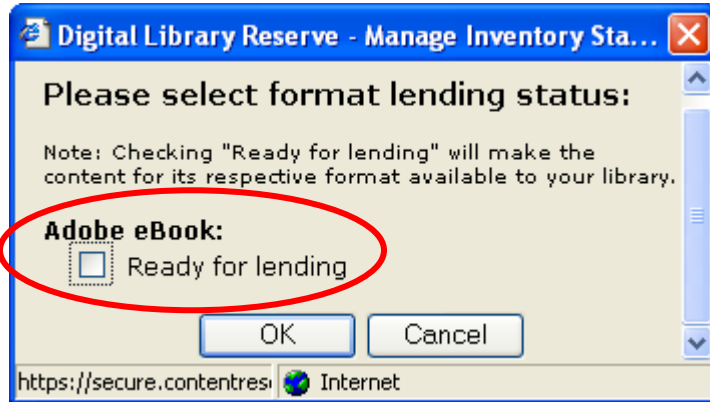 Digital Library Reserve - Manage Inventory Sta...
Please select format lending status:
Note: Checking "Ready for lending" will make the
content for its respective format available to your library.
Adobe eBook:
Ready for lending
OK Cancel
https://secure.contentres Internet